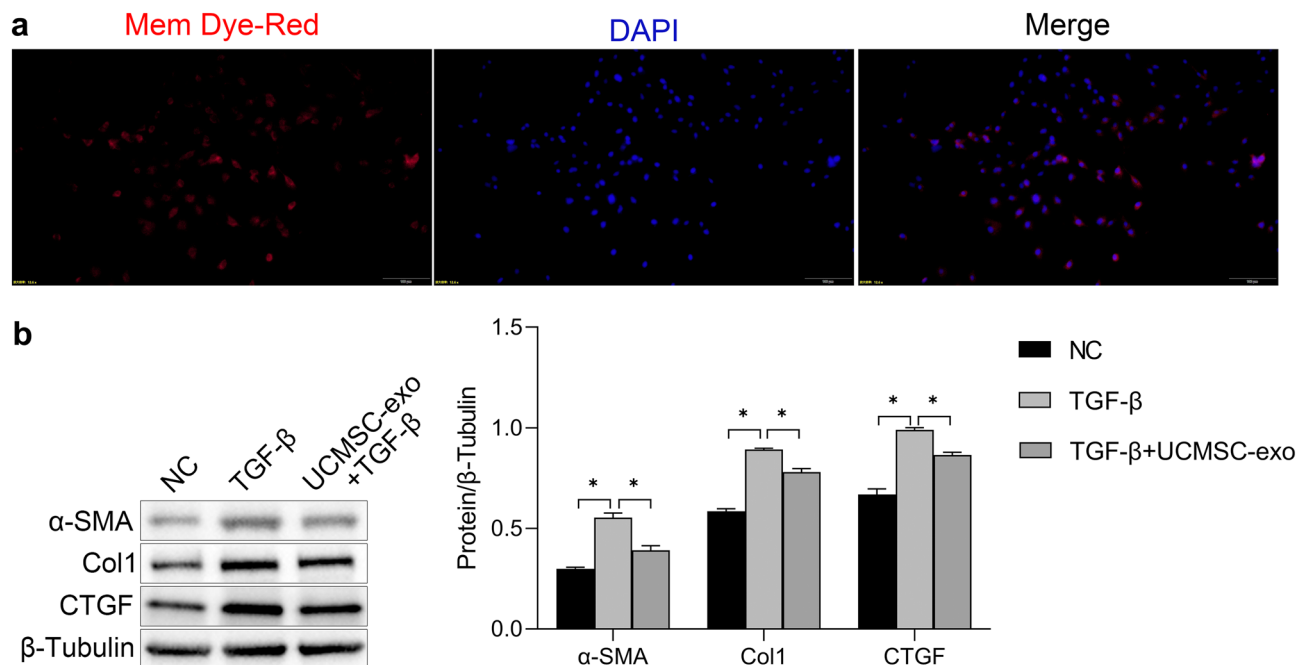 a
Mem Dye-Red
DAPI
Merge
b
NC
TGF-β
UCMSC-exo
+TGF-β
α-SMA
Col1
CTGF
β-Tubulin
Protein/β-Tubulin
1.5
1.0
0.5
0.0
* *
* *
* *
α-SMA
Col1
CTGF
NC
TGF-β
TGF-β+UCMSC-exo